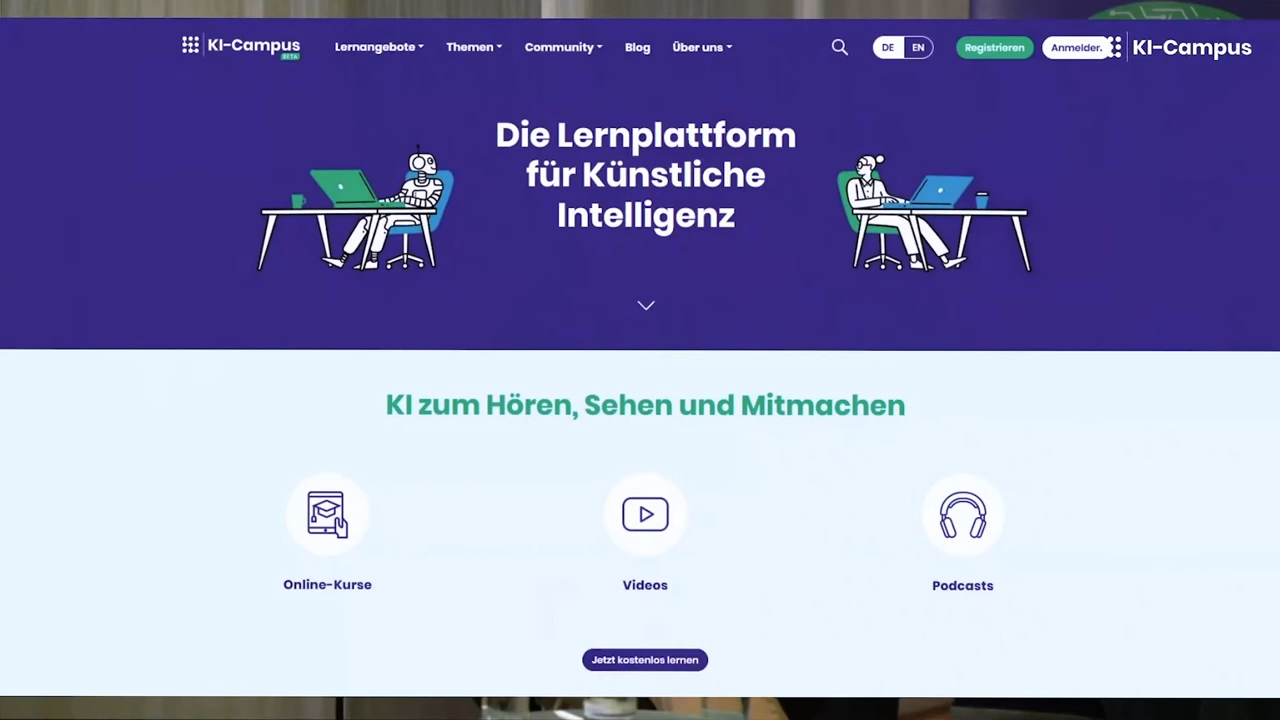 KI-Campus
BETA
Lernangebote
Themen
Community
Blog
Über uns
DE
EN
Registrieren
Anmelder.
KI-Campus
Die Lernplattform
für Künstliche
Intelligenz
KI zum Hören, Sehen und Mitmachen
Online-Kurse
Videos
Podcasts
Jetzt kostenlos lernen